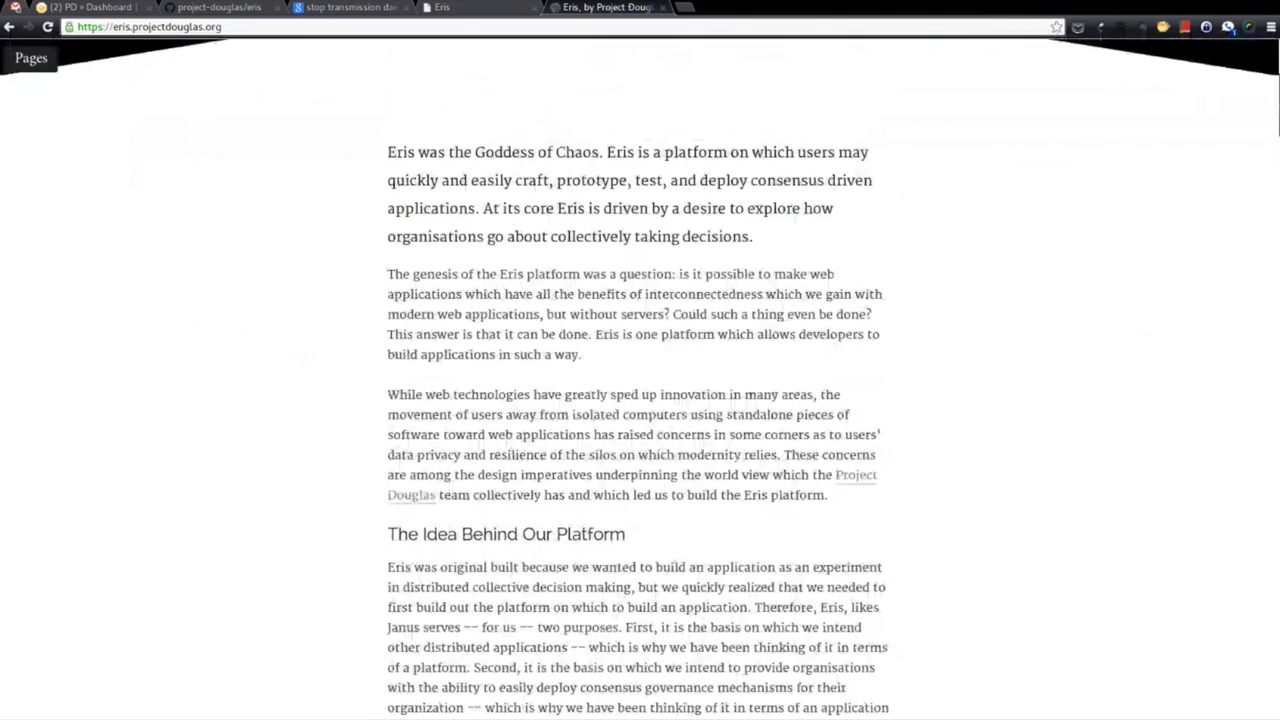 (2) PD » Dashboard
project-douglas/eris
stop transmission da
Eris
Eris, by Project Doug
https://eris.projectdouglas.org
Pages
Eris was the Goddess of Chaos. Eris is a platform on which users may
quickly and easily craft, prototype, test, and deploy consensus driven
applications. At its core Eris is driven by a desire to explore how
organisations go about collectively taking decisions.
The genesis of the Eris platform was a question: is it possible to make web
applications which have all the benefits of interconnectedness which we gain with
modern web applications, but without servers? Could such a thing even be done?
This answer is that it can be done. Eris is one platform which allows developers to
build applications in such a way.
While web technologies have greatly sped up innovation in many areas, the
movement of users away from isolated computers using standalone pieces of
software toward web applications has raised concerns in some corners as to users'
data privacy and resilience of the silos on which modernity relies. These concerns
are among the design imperatives underpinning the world view which the Project
Douglas team collectively has and which led us to build the Eris platform.
The Idea Behind Our Platform
Eris was original built because we wanted to build an application as an experiment
in distributed collective decision making, but we quickly realized that we needed to
first build out the platform on which to build an application. Therefore, Eris, likes
Janus serves -- for us -- two purposes. First, it is the basis on which we intend
other distributed applications -- which is why we have been thinking of it in terms
of a platform. Second, it is the basis on which we intend to provide organisations
with the ability to easily deploy consensus governance mechanisms for their
organization -- which is why we have been thinking of it in terms of an application